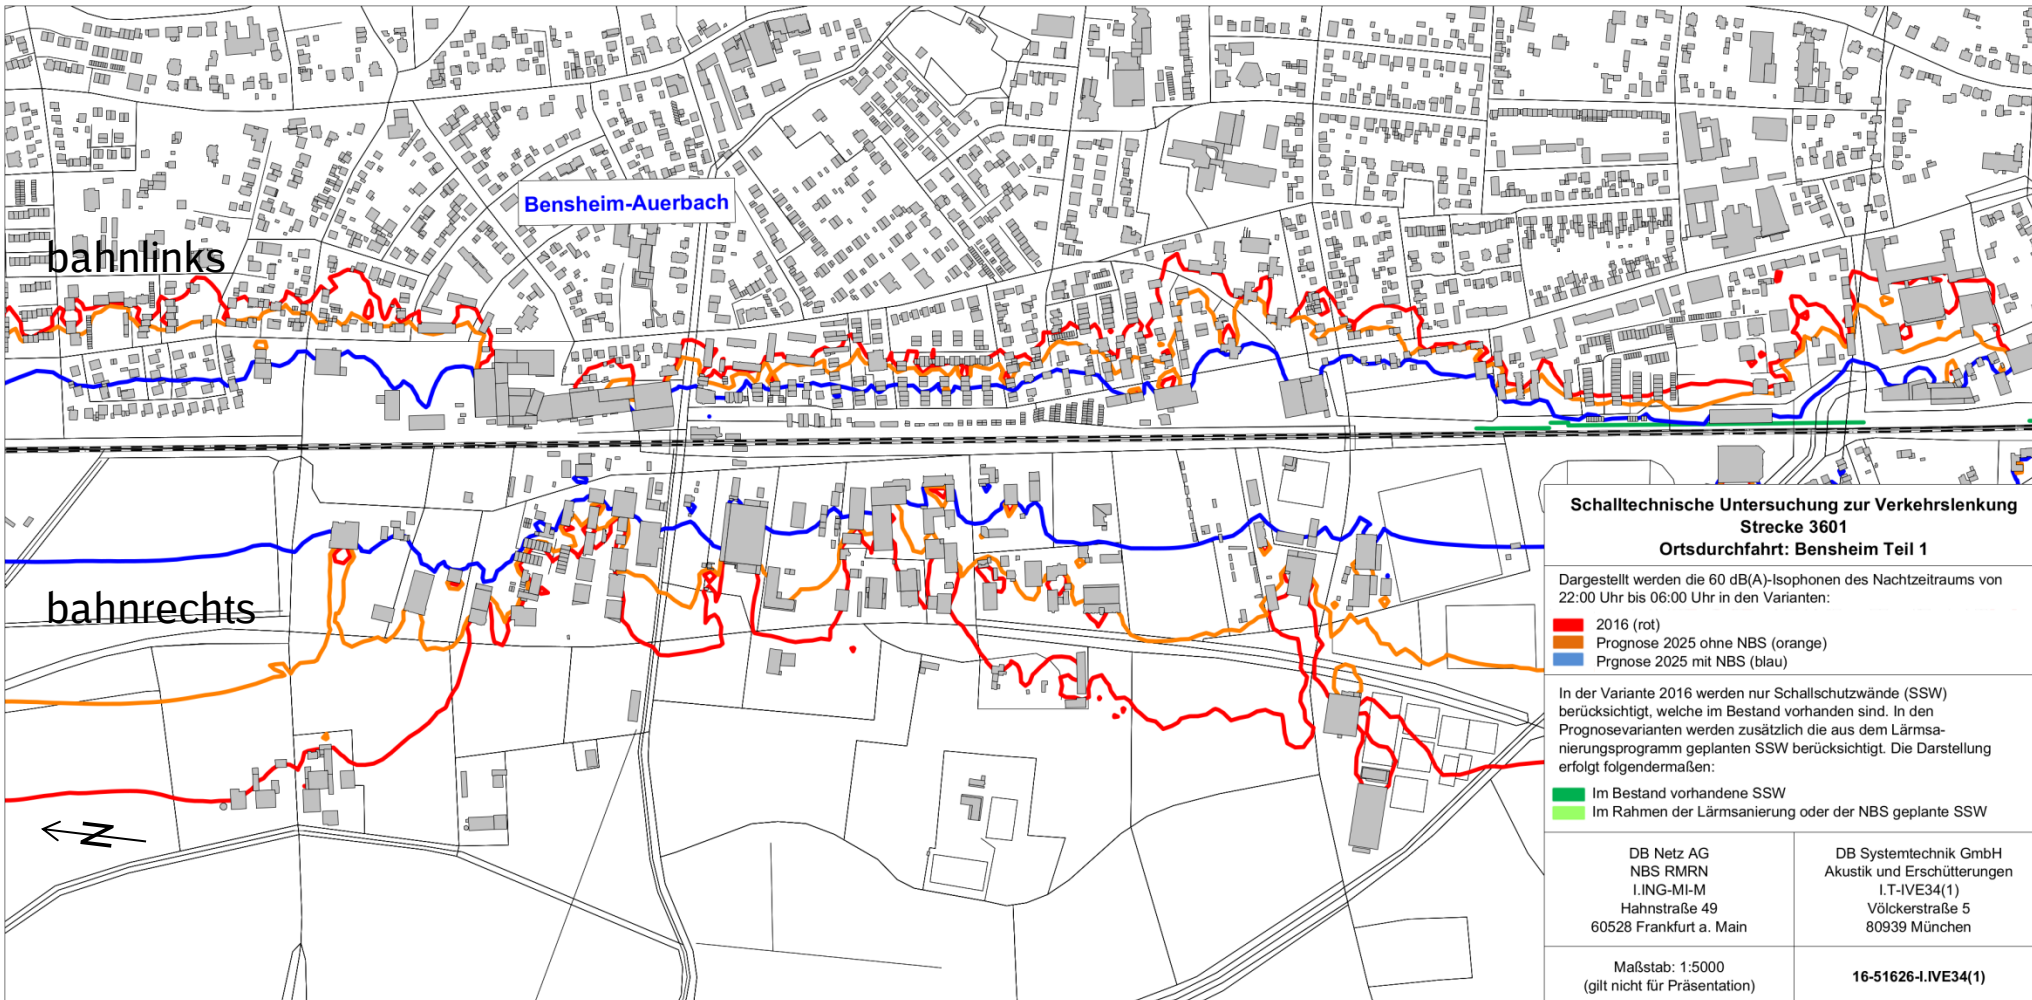 Bensheim-Auerbach
bahnlinks
bahnrechts
N
Schalltechnische Untersuchung zur Verkehrslenkung
Strecke 3601
Ortsdurchfahrt: Bensheim Teil 1
Dargestellt werden die 60 dB(A)-Isophonen des Nachtzeitraums von
22:00 Uhr bis 06:00 Uhr in den Varianten:
2016 (rot)
Prognose 2025 ohne NBS (orange)
Prgnose 2025 mit NBS (blau)
In der Variante 2016 werden nur Schallschutzwände (SSW)
berücksichtigt, welche im Bestand vorhanden sind. In den
Prognosevarianten werden zusätzlich die aus dem Lärmsa-
nierungsprogramm geplanten SSW berücksichtigt. Die Darstellung
erfolgt folgendermaßen:
Im Bestand vorhandene SSW
Im Rahmen der Lärmsanierung oder der NBS geplante SSW
DB Netz AG
NBS RMRN
I.ING-MI-M
Hahnstraße 49
60528 Frankfurt a. Main
DB Systemtechnik GmbH
Akustik und Erschütterungen
I.T-IVE34(1)
Völckerstraße 5
80939 München
Maßstab: 1:5000
(gilt nicht für Präsentation)
16-51626-I.IVE34(1)